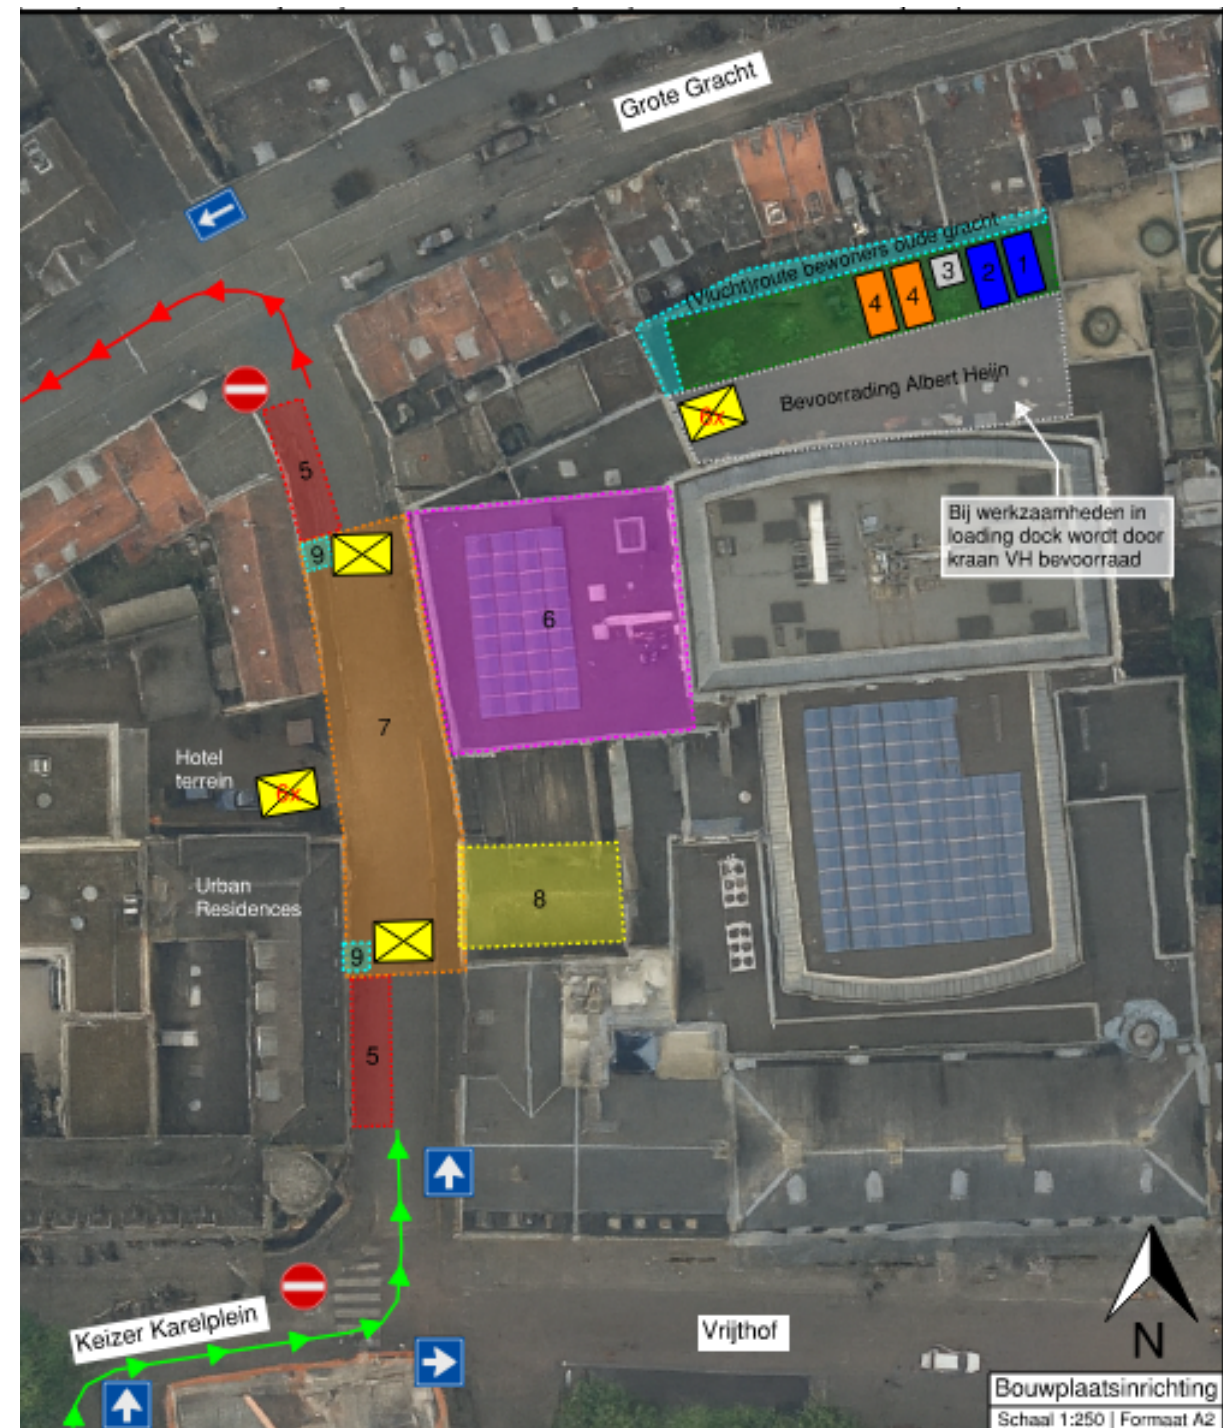 Grote Gracht
(Vlucht)route bewoners oude gracht
4
4
3
2
1
Bevoorrading Albert Heijn
6x
5
Bij werkzaamheden in
loading dock wordt door
kraan VH bevoorraad
9
6
7
Hotel
terrein
6x
Urban
Residences
8
9
5
Keizer Karelplein
Vrijthof
N
Bouwplaatsinrichting
Schaal 1:250 | Formaat A2